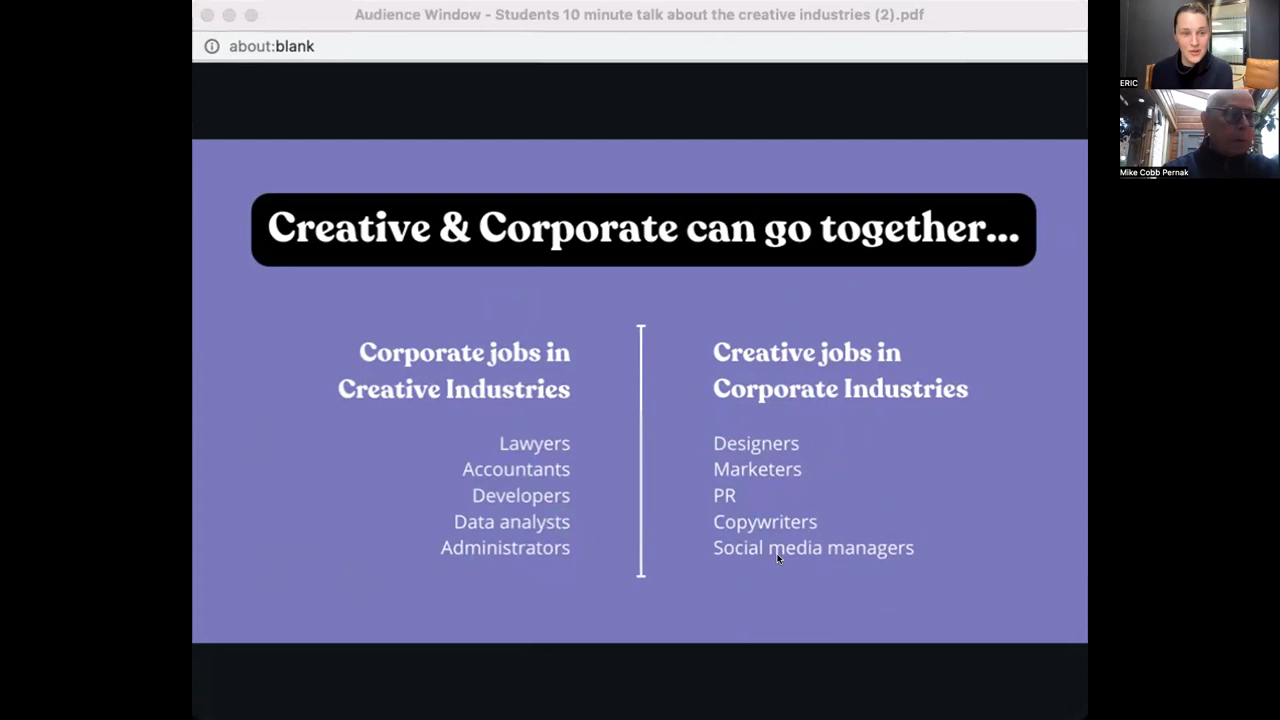 Audience Window - Students 10 minute talk about the creative industries (2).pdf
about:blank
Creative & Corporate can go together...
Corporate jobs in
Creative Industries
Lawyers
Accountants
Developers
Data analysts
Administrators
Creative jobs in
Corporate Industries
Designers
Marketers
PR
Copywriters
Social media managers
ERIC
Mike Cobb Pernak